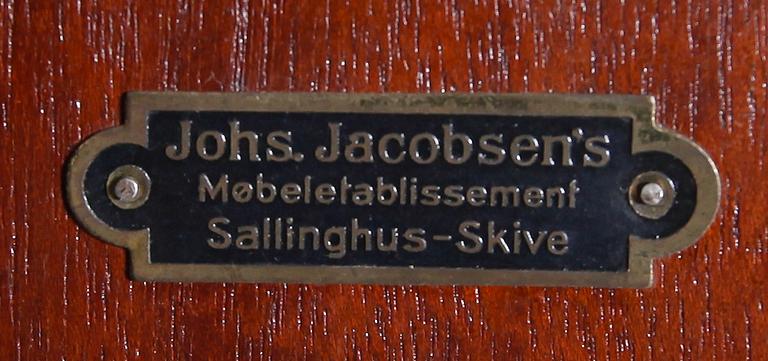 Johs. Jacobsen's
Møbeletablissement
Sallinghus-Skive